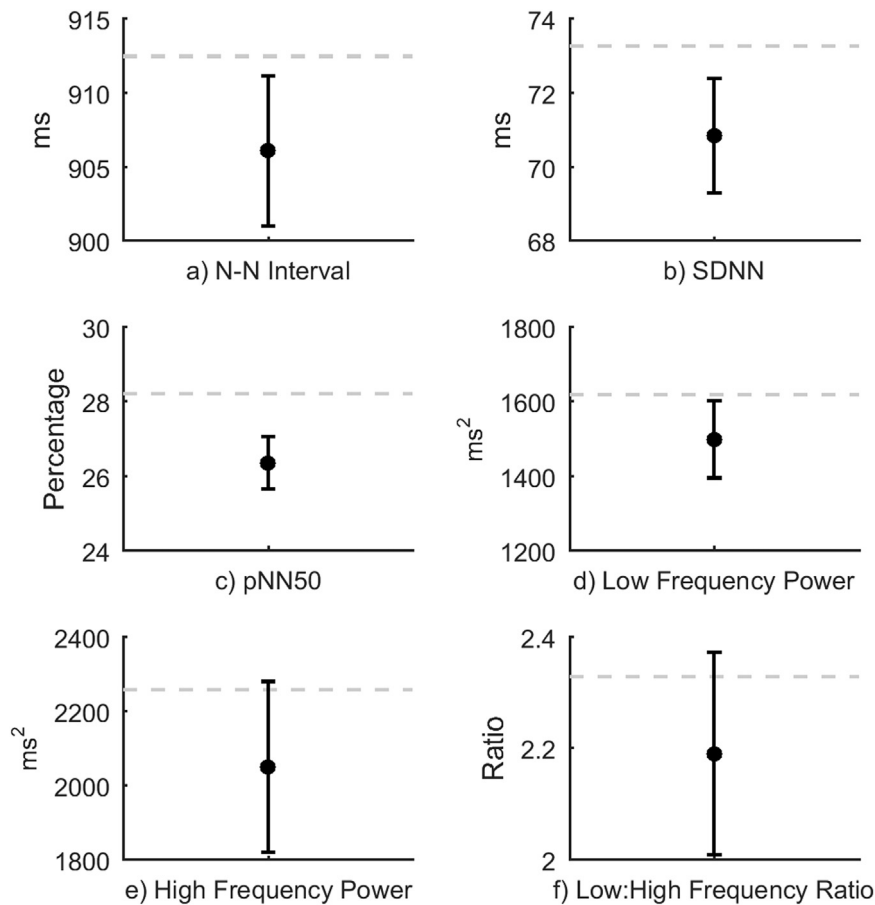 915
910
905
900
ms
a) N-N Interval
74
72
70
68
ms
b) SDNN
30
28
26
24
Percentage
c) pNN50
1800
1600
1400
1200
ms²
d) Low Frequency Power
2400
2200
2000
1800
ms²
e) High Frequency Power
2.4
2.2
2
Ratio
f) Low:High Frequency Ratio